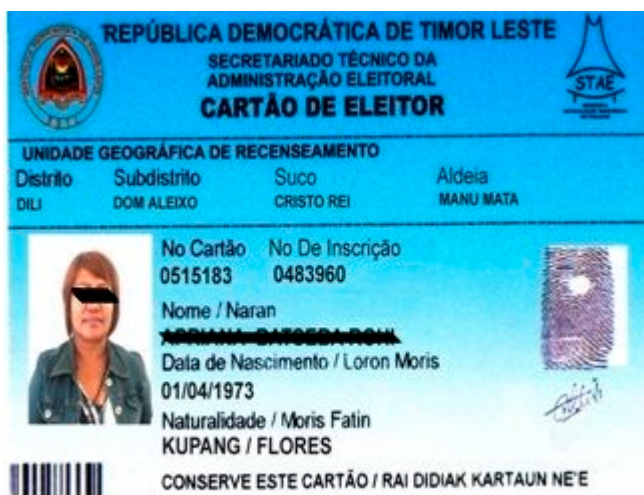 REPÚBLICA DEMOCRÁTICA DE TIMOR LESTE
SECRETARIADO TÉCNICO DA
ADMINISTRAÇÃO ELEITORAL
CARTÃO DE ELEITOR
STAE
UNIDADE GEOGRÁFICA DE RECENSEAMENTO
Distrito Subdistrito Suco Aldeia
DILI DOM ALEIXO CRISTO REI MANU MATA
No Cartão No De Inscrição
0515183 0483960
Nome / Naran
Data de Nascimento / Loron Moris
01/04/1973
Naturalidade / Moris Fatin
KUPANG / FLORES
CONSERVE ESTE CARTÃO / RAI DIDIAK KARTAUN NE'E